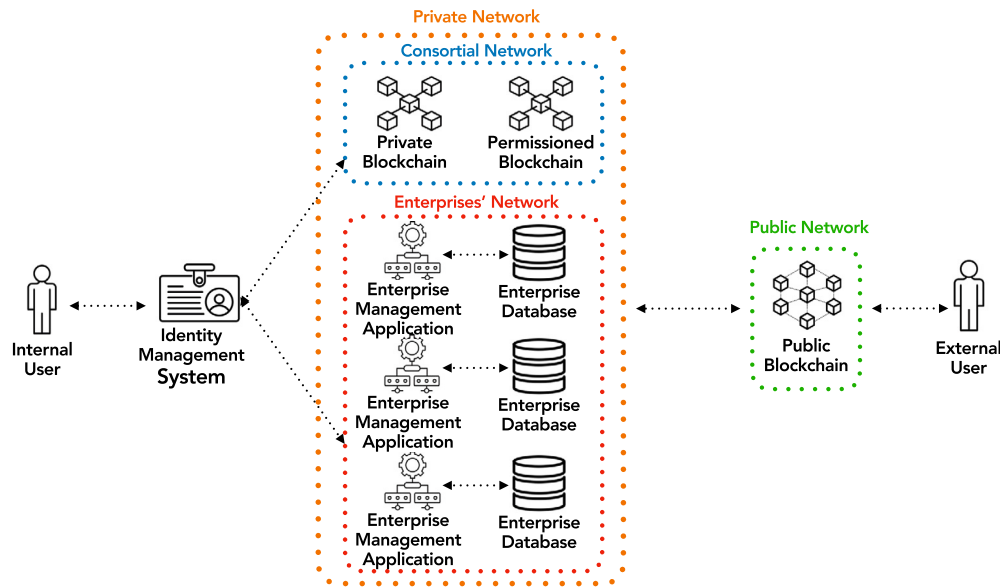 Private Network
Consortial Network
Private
Blockchain
Permissioned
Blockchain
Enterprises’ Network
Enterprise
Management
Application
Enterprise
Database
Enterprise
Management
Application
Enterprise
Database
Enterprise
Management
Application
Enterprise
Database
Internal
User
Identity
Management
System
Public Network
Public
Blockchain
External
User